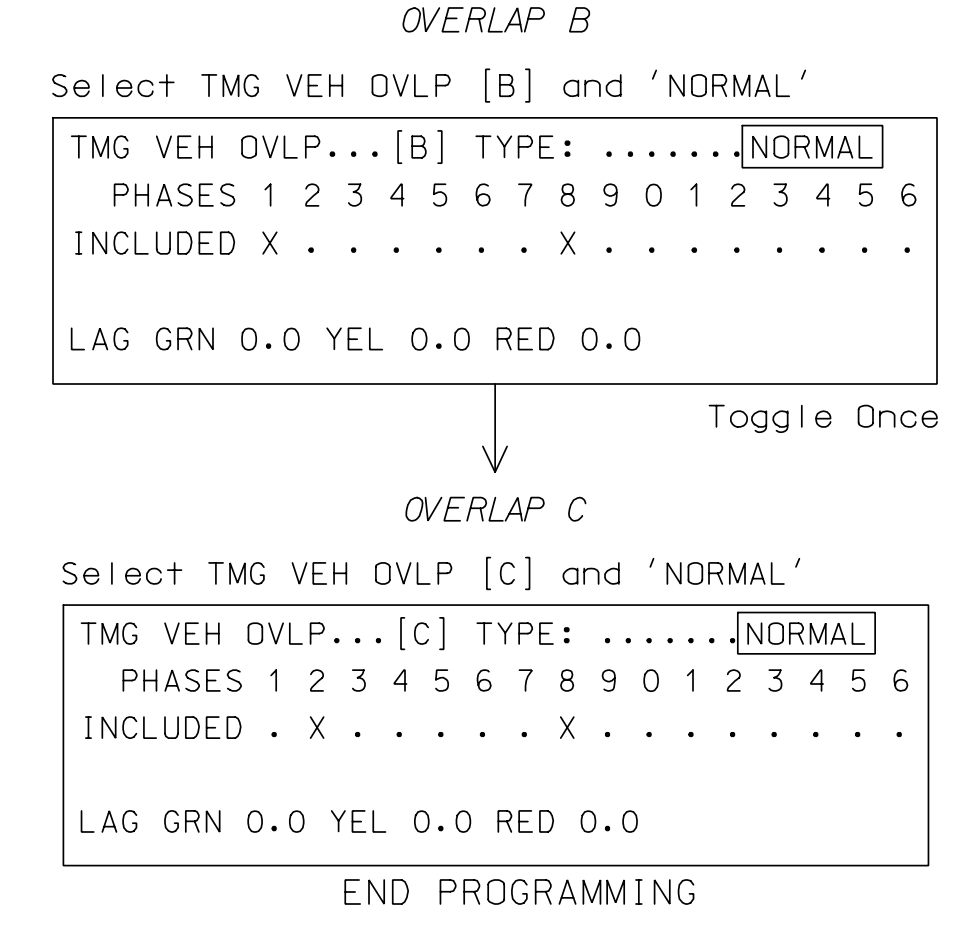 OVERLAP B
Select TMG VEH OVLP [B] and 'NORMAL'
TMG VEH OVLP...[B] TYPE: .......NORMAL
PHASES 1 2 3 4 5 6 7 8 9 0 1 2 3 4 5 6
INCLUDED X . . . . . . X . . . . . . . .
LAG GRN 0.0 YEL 0.0 RED 0.0
Toggle Once
OVERLAP C
Select TMG VEH OVLP [C] and 'NORMAL'
TMG VEH OVLP...[C] TYPE: .......NORMAL
PHASES 1 2 3 4 5 6 7 8 9 0 1 2 3 4 5 6
INCLUDED . X . . . . . X . . . . . . . .
LAG GRN 0.0 YEL 0.0 RED 0.0
END PROGRAMMING